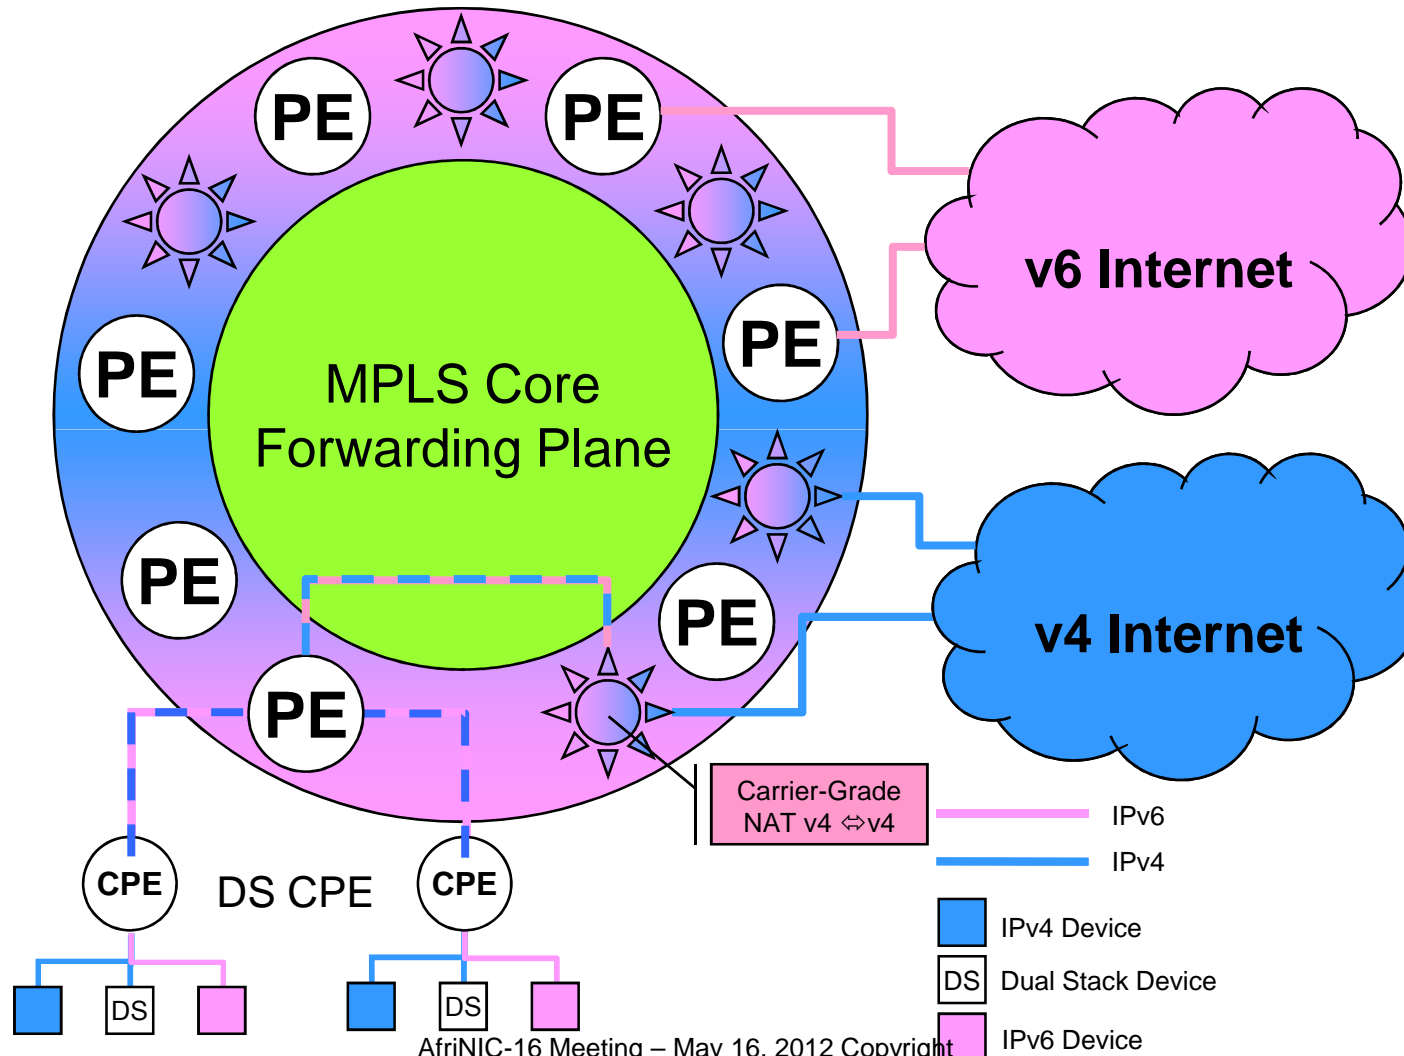 PE
PE
v6 Internet
PE
PE
MPLS Core
Forwarding Plane
PE
PE
v4 Internet
PE
Carrier-Grade
NAT v4 ⇔v4
IPv6
IPv4
CPE
DS CPE
CPE
IPv4 Device
DS
Dual Stack Device
DS
DS
IPv6 Device
AfriNIC-16 Meeting – May 16, 2012 Copyright